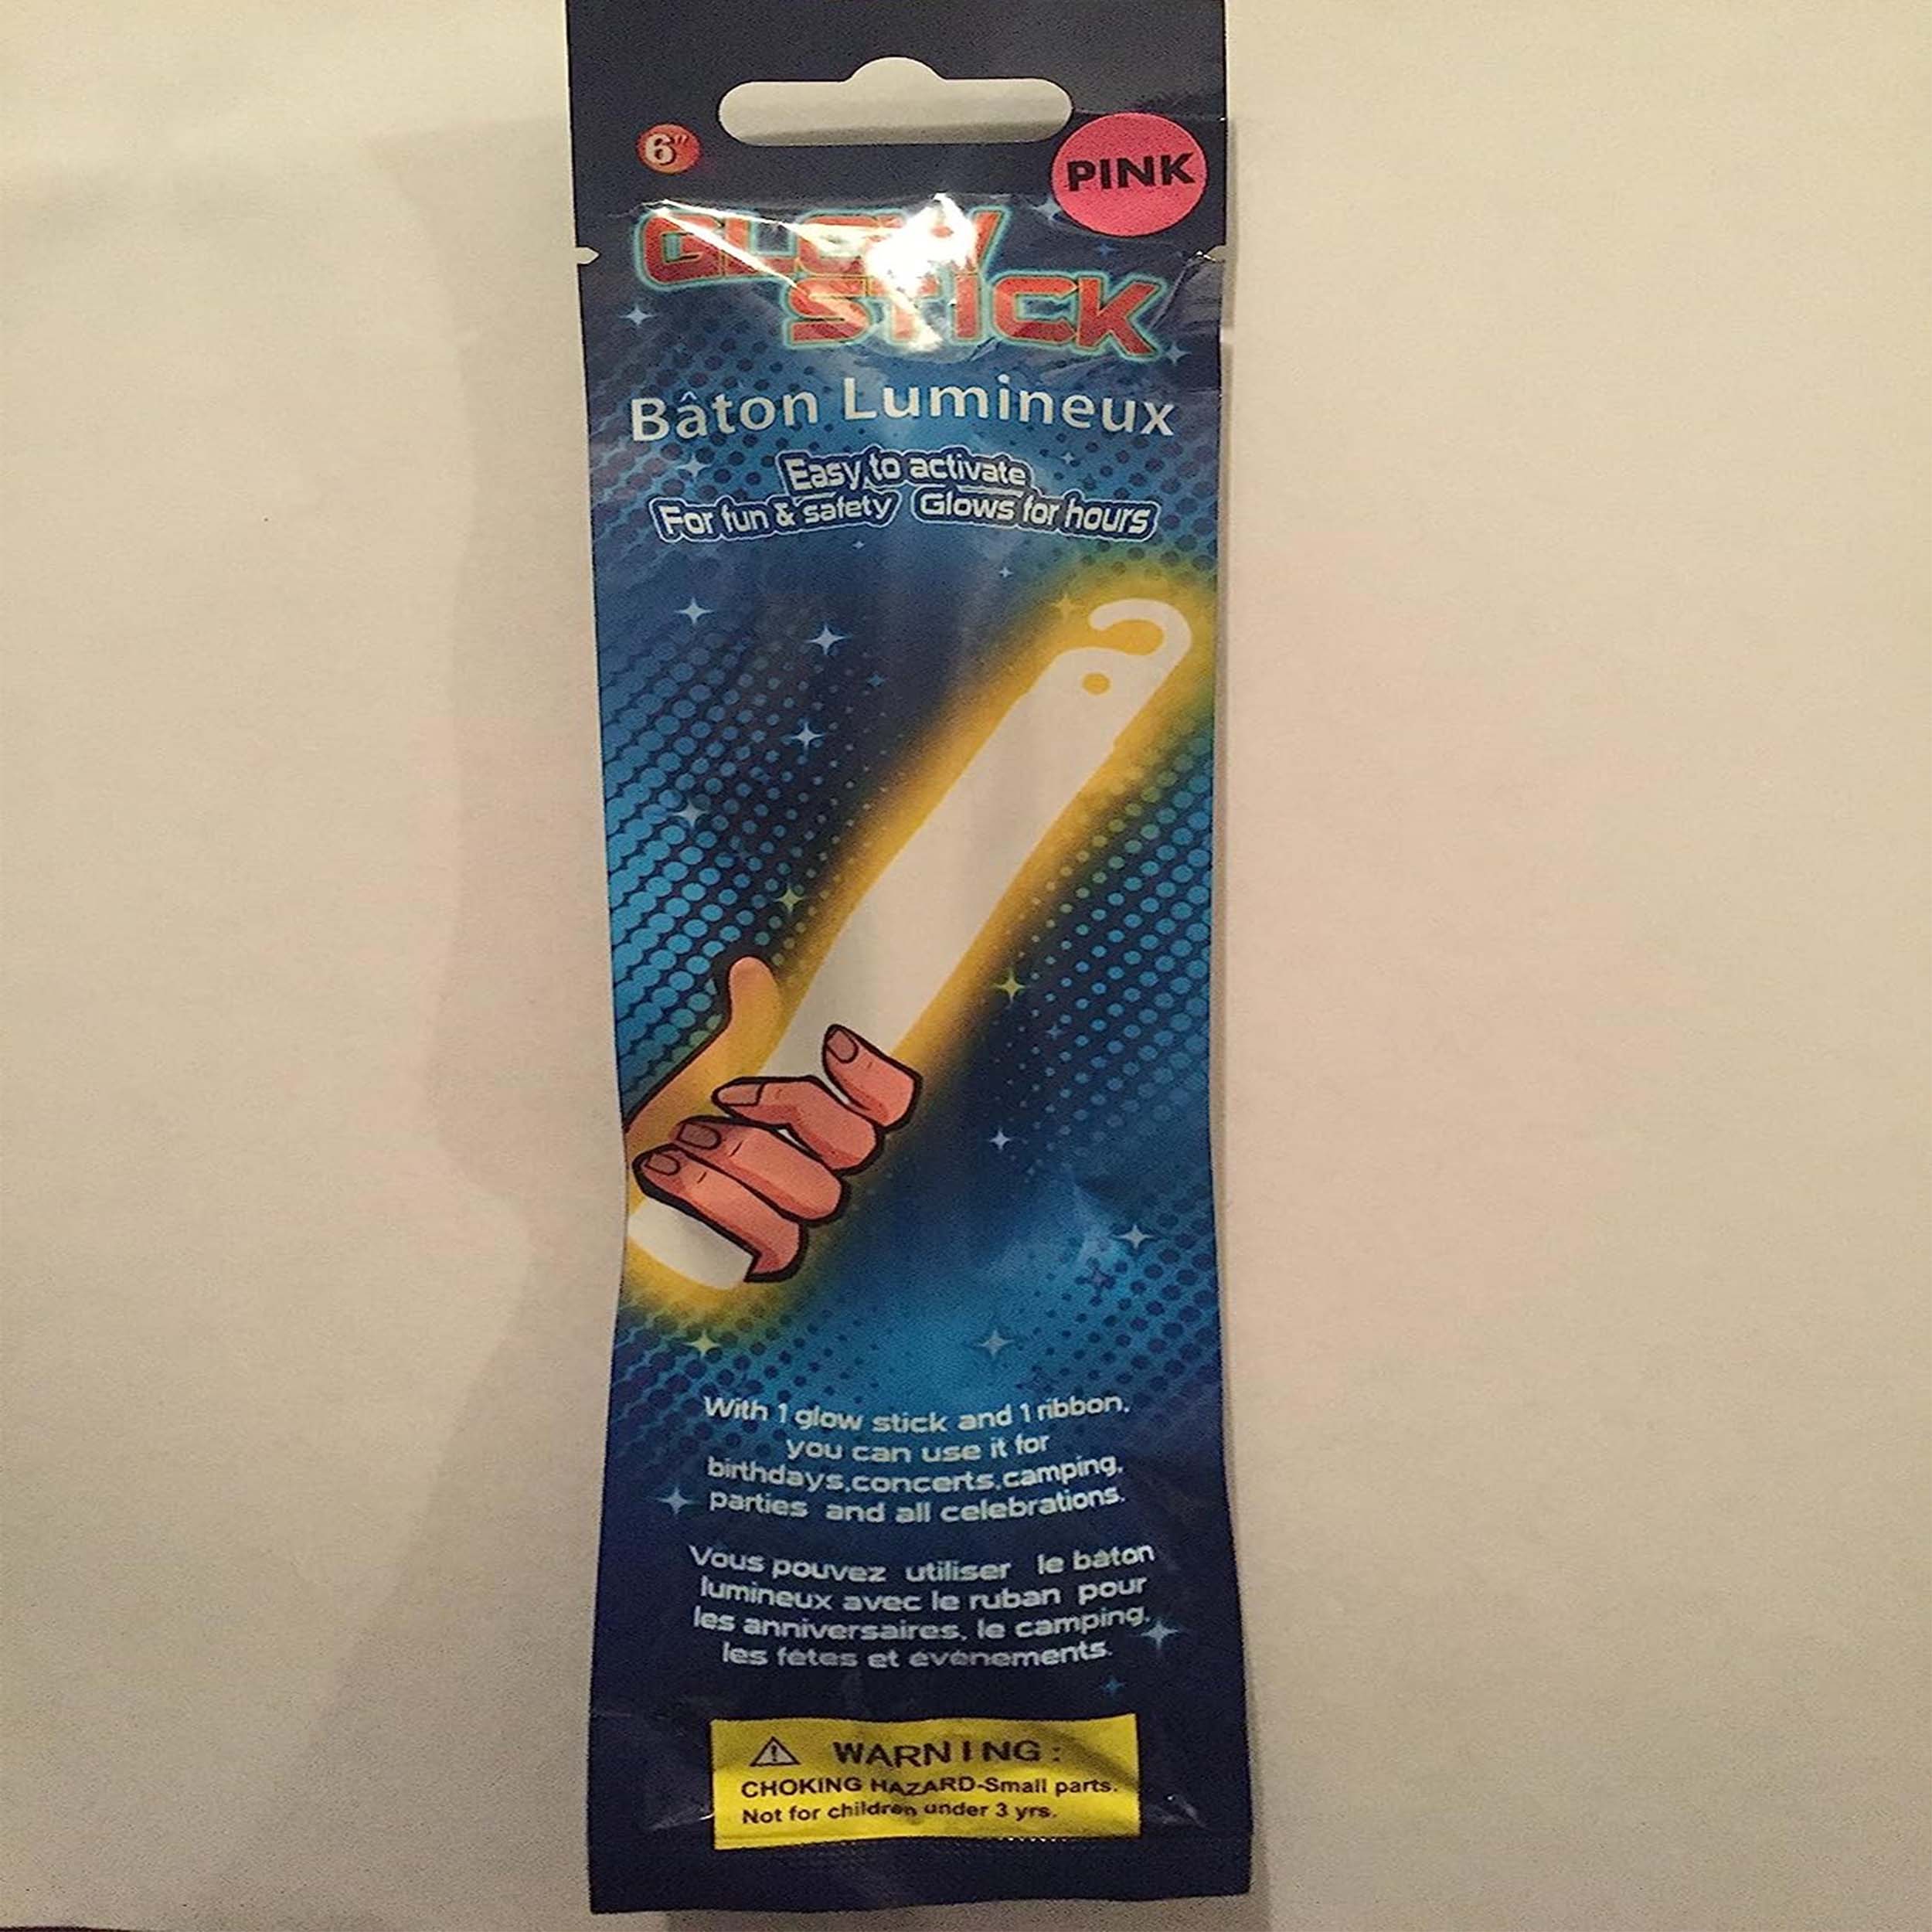 6"
PINK
GLOW
STICK
Bâton Lumineux
Easy to activate
For fun & safety Glows for hours
With 1 glow stick and 1 ribbon,
you can use it for
birthdays,concerts,camping,
parties and all celebrations.
Vous pouvez utiliser le bâton
lumineux avec le ruban pour
les anniversaires, le camping,
les fêtes et événements.
WARNING:
CHOKING HAZARD-Small parts.
Not for children under 3 yrs.